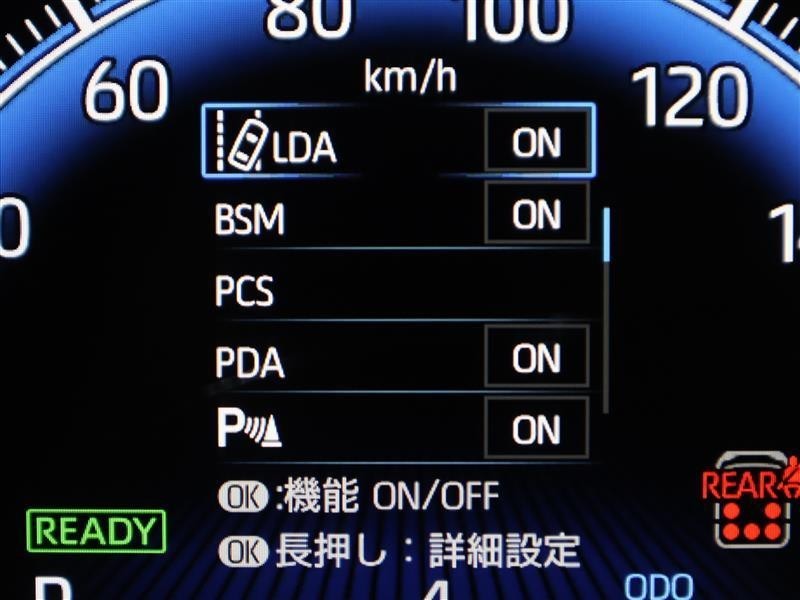 80 100
60 km/h 120
LDA ON
BSM ON
PCS
PDA ON
P ON
OK:機能 ON/OFF
REAR
READY
OK長押し:詳細設定
ODO